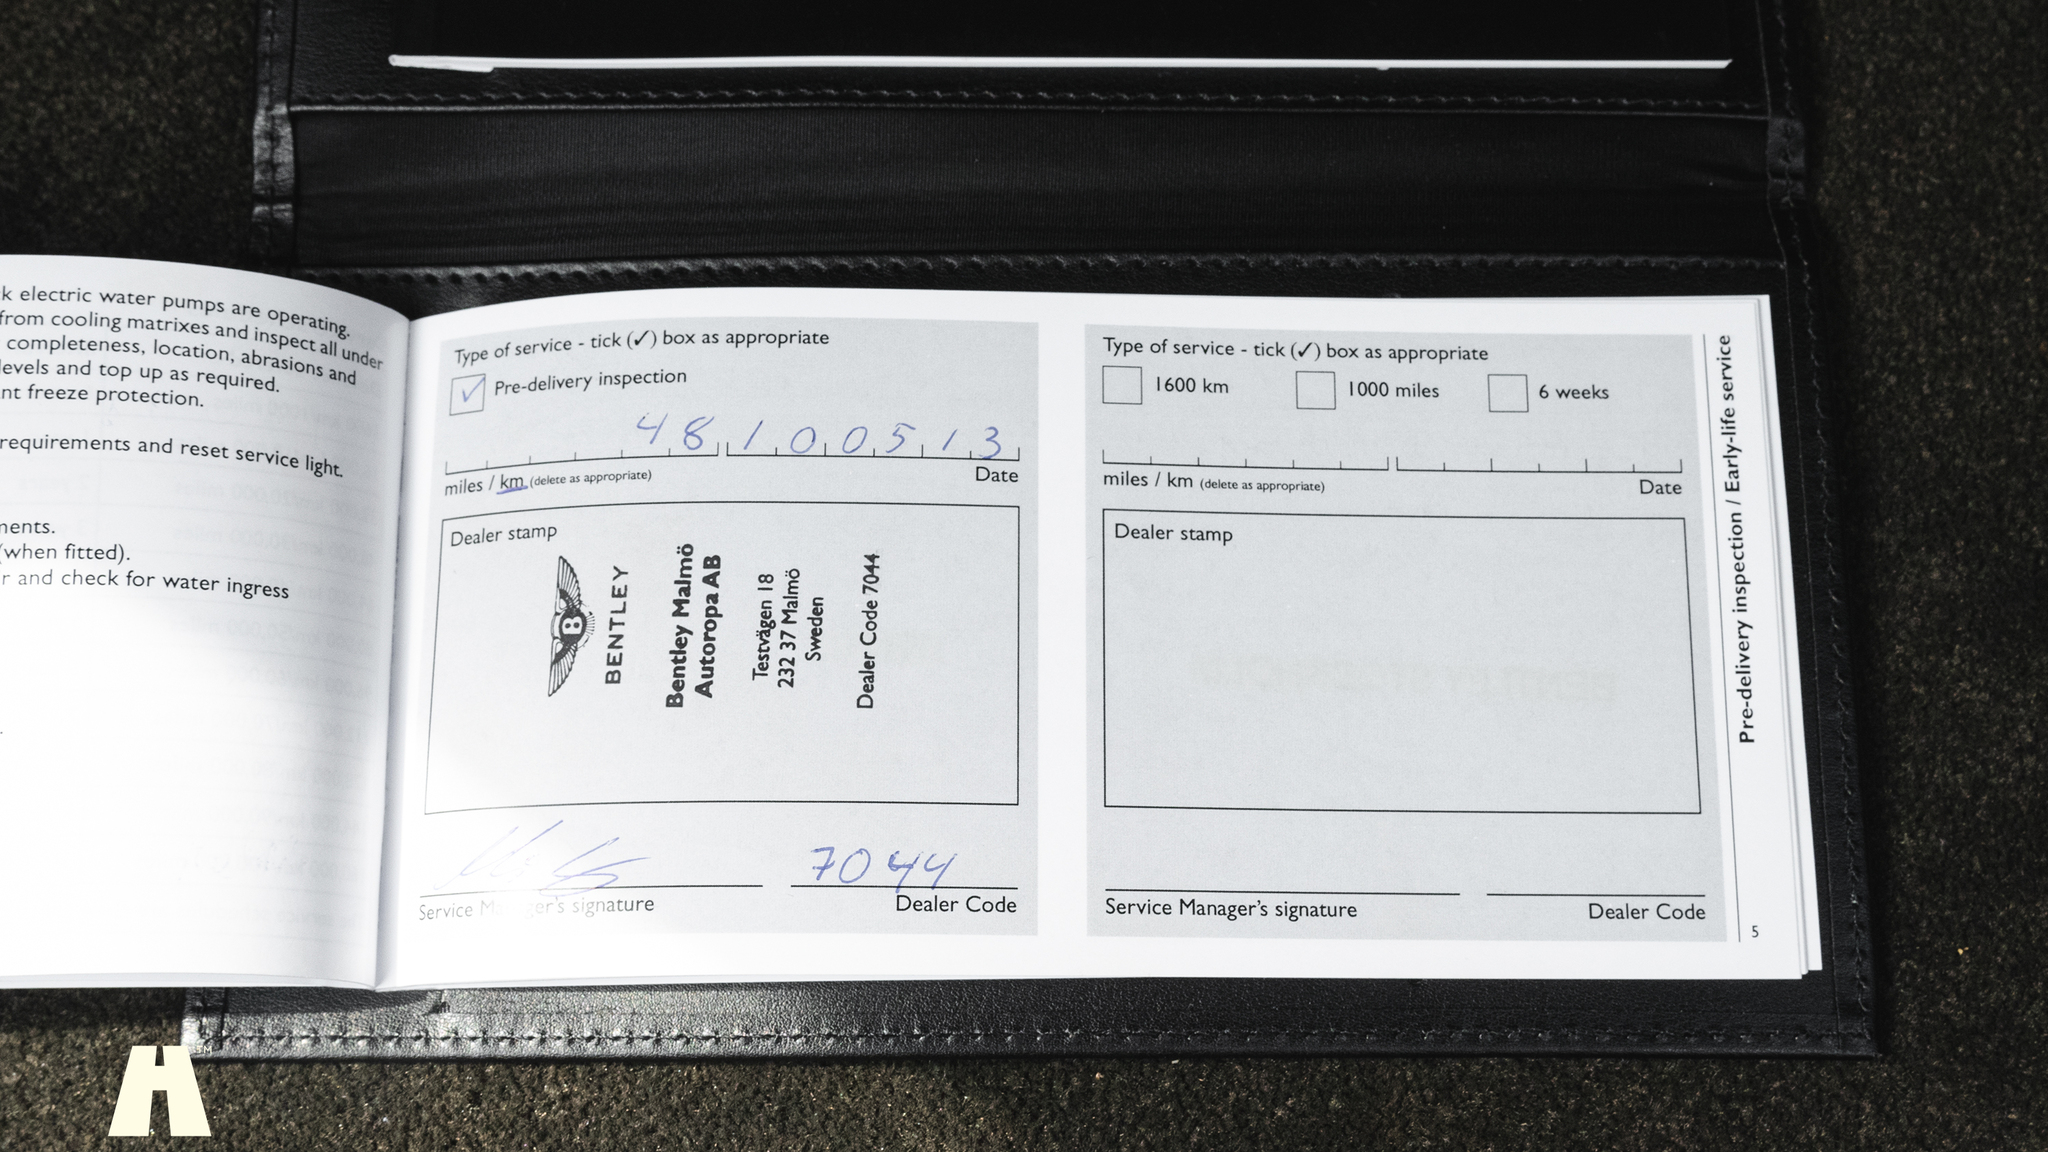 k electric water pumps are operating.
from cooling matrixes and inspect all under
completeness, location, abrasions and
levels and top up as required.
nt freeze protection.
requirements and reset service light.
ments.
(when fitted).
r and check for water ingress
Type of service - tick (✓) box as appropriate
✓ Pre-delivery inspection
48 100513
miles / km (delete as appropriate) Date
Dealer stamp
B
BENTLEY
Bentley Malmö
Autoropa AB
Testvägen 18
232 37 Malmö
Sweden
Dealer Code 7044
7044
Service Manager's signature Dealer Code
Type of service - tick (✓) box as appropriate
1600 km 1000 miles 6 weeks
miles / km (delete as appropriate) Date
Dealer stamp
Service Manager's signature Dealer Code
Pre-delivery inspection / Early-life service
5
H TM